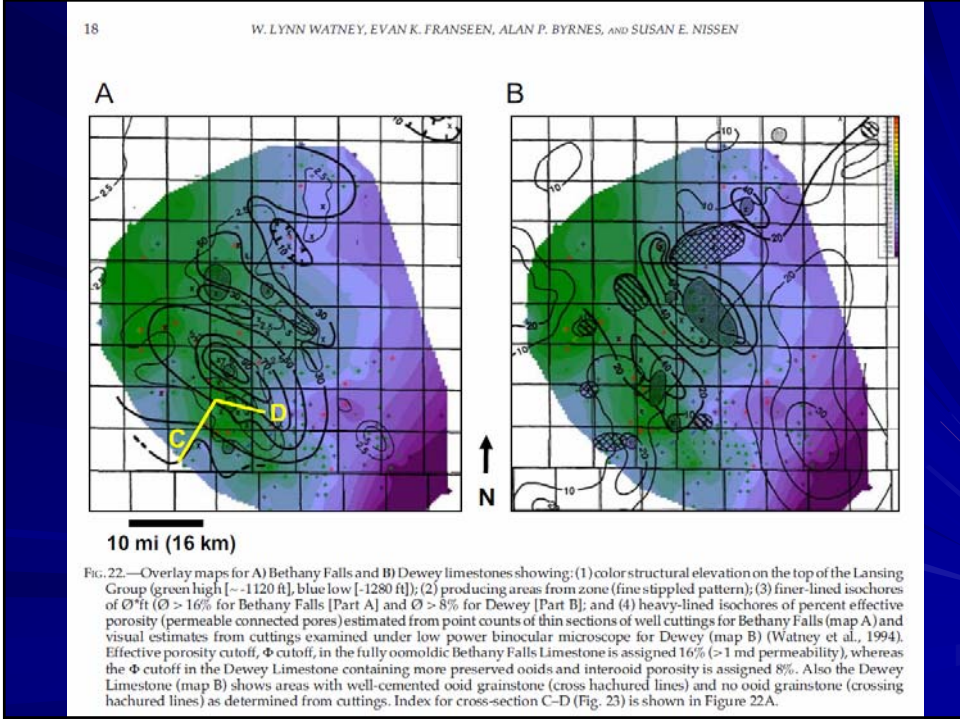 18
W. LYNN WATNEY, EVAN K. FRANSEEN, ALAN P. BYRNES, AND SUSAN E. NISSEN
A
B
C
D
N
10 mi (16 km)
FIG. 22.—Overlay maps for A) Bethany Falls and B) Dewey limestones showing: (1) color structural elevation on the top of the Lansing
Group (green high [~ -1120 ft], blue low [-1280 ft]); (2) producing areas from zone (fine stippled pattern); (3) finer-lined isochores
of Ø*ft (Ø > 16% for Bethany Falls [Part A] and Ø > 8% for Dewey [Part B]; and (4) heavy-lined isochores of percent effective
porosity (permeable connected pores) estimated from point counts of thin sections of well cuttings for Bethany Falls (map A) and
visual estimates from cuttings examined under low power binocular microscope for Dewey (map B) (Watney et al., 1994).
Effective porosity cutoff, Φ cutoff, in the fully oomoldic Bethany Falls Limestone is assigned 16% (>1 md permeability), whereas
the Φ cutoff in the Dewey Limestone containing more preserved ooids and interooid porosity is assigned 8%. Also the Dewey
Limestone (map B) shows areas with well-cemented ooid grainstone (cross hachured lines) and no ooid grainstone (crossing
hachured lines) as determined from cuttings. Index for cross-section C–D (Fig. 23) is shown in Figure 22A.